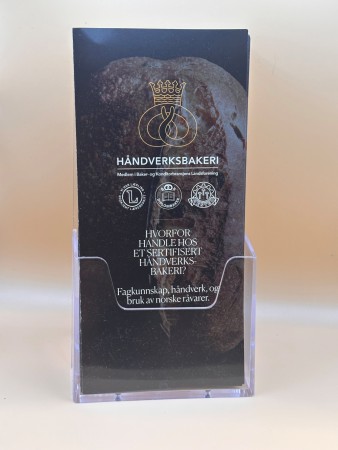 HÅNDVERKSBAKERI
Medlem i Baker- og Konditorbransjens Landsforening
HVORFOR
HANDLE HOS
ET SERTIFISERT
HÅNDVERKS-
BAKERI?
Fagkunnskap, håndverk, og
bruk av norske råvarer.